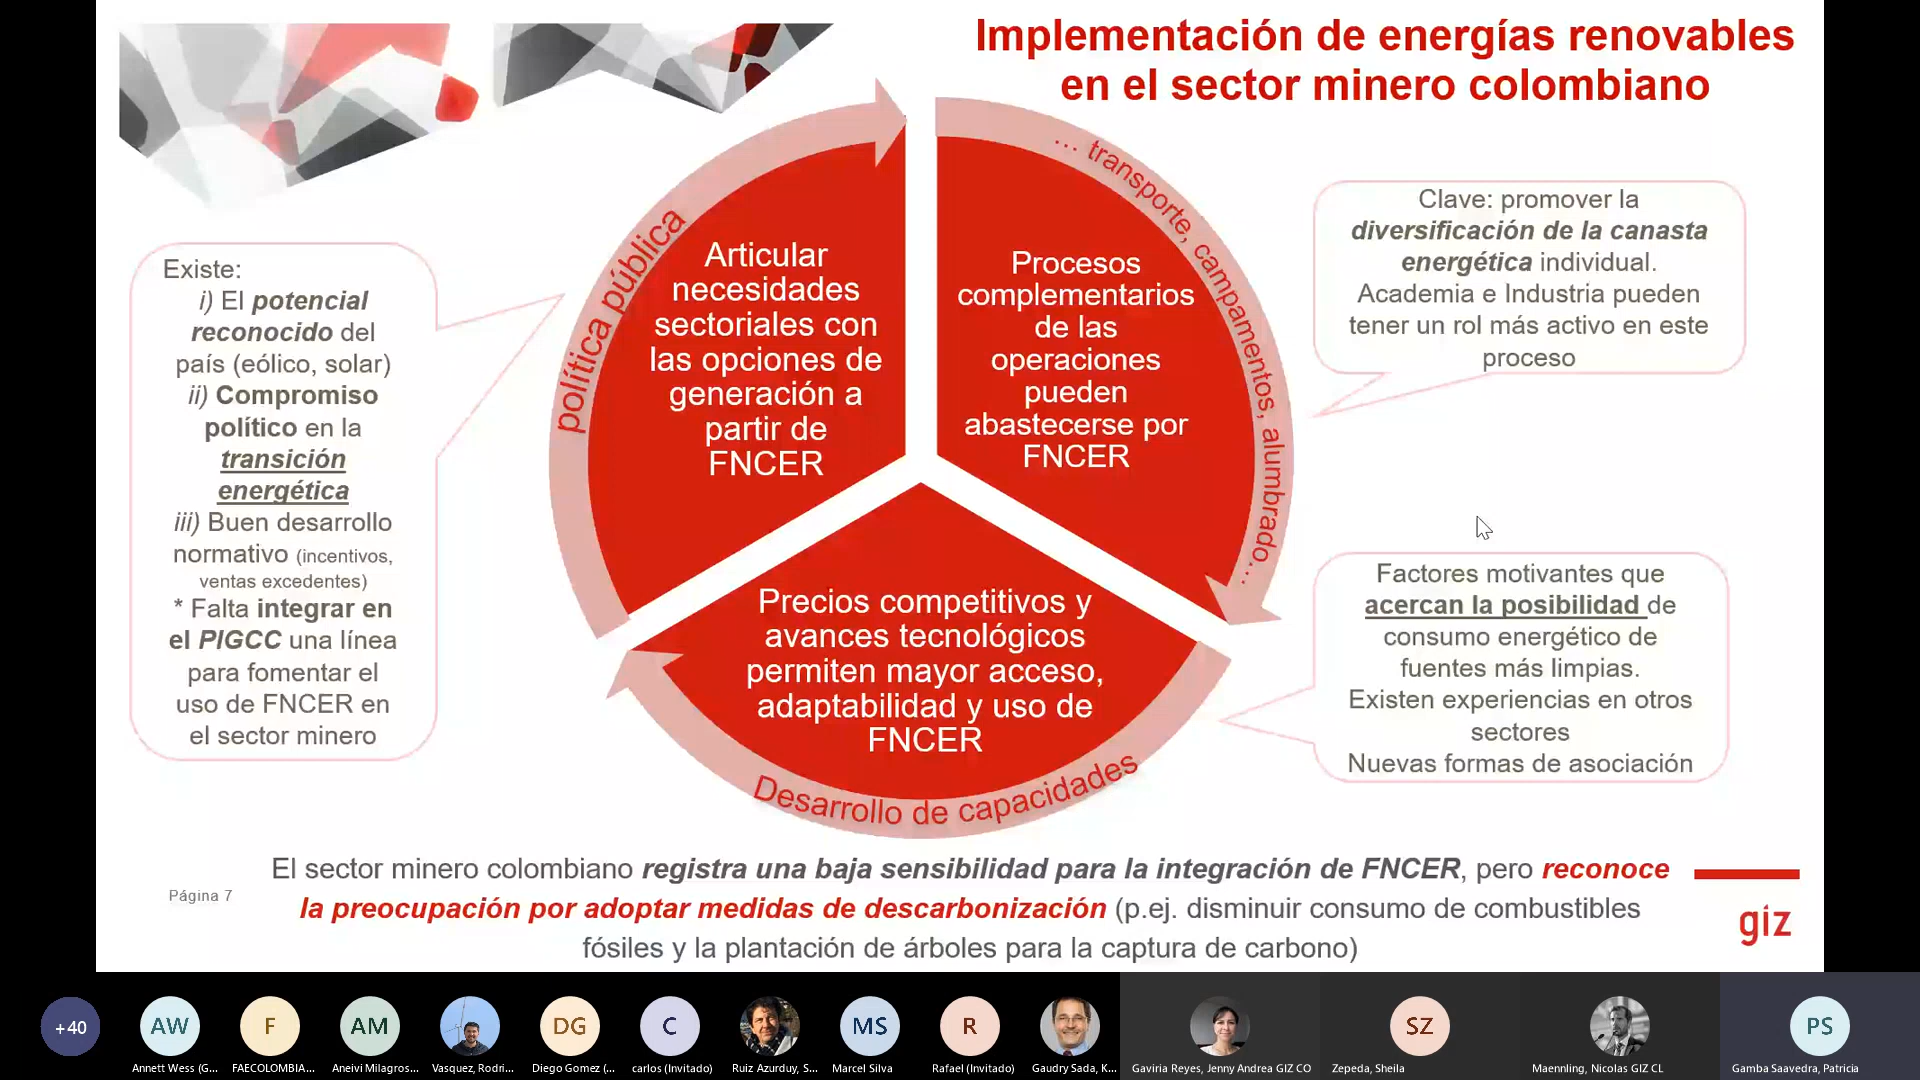 Implementación de energías renovables
en el sector minero colombiano
política pública
Articular
necesidades
sectoriales con
las opciones de
generación a
partir de
FNCER
... transporte, campamentos, alumbrado...
Procesos
complementarios
de las
operaciones
pueden
abastecerse por
FNCER
Precios competitivos y
avances tecnológicos
permiten mayor acceso,
adaptabilidad y uso de
FNCER
Desarrollo de capacidades
Existe:
i) El potencial
reconocido del
país (eólico, solar)
ii) Compromiso
político en la
transición
energética
iii) Buen desarrollo
normativo (incentivos,
ventas excedentes)
* Falta integrar en
el PIGCC una línea
para fomentar el
uso de FNCER en
el sector minero
Clave: promover la
diversificación de la canasta
energética individual.
Academia e Industria pueden
tener un rol más activo en este
proceso
Factores motivantes que
acercan la posibilidad de
consumo energético de
fuentes más limpias.
Existen experiencias en otros
sectores
Nuevas formas de asociación
El sector minero colombiano registra una baja sensibilidad para la integración de FNCER, pero reconoce
la preocupación por adoptar medidas de descarbonización (p.ej. disminuir consumo de combustibles
fósiles y la plantación de árboles para la captura de carbono)
Página 7
giz
+40
AW
F
AM
DG
C
MS
R
SZ
PS
Annett Wess (G...
FAECOLOMBIA...
Aneivi Milagros...
Vasquez, Rodri...
Diego Gomez (...
carlos (Invitado)
Ruiz Azurduy, S...
Marcel Silva
Rafael (Invitado)
Gaudry Sada, K...
Gaviria Reyes, Jenny Andrea GIZ CO
Zepeda, Sheila
Maennling, Nicolas GIZ CL
Gamba Saavedra, Patricia